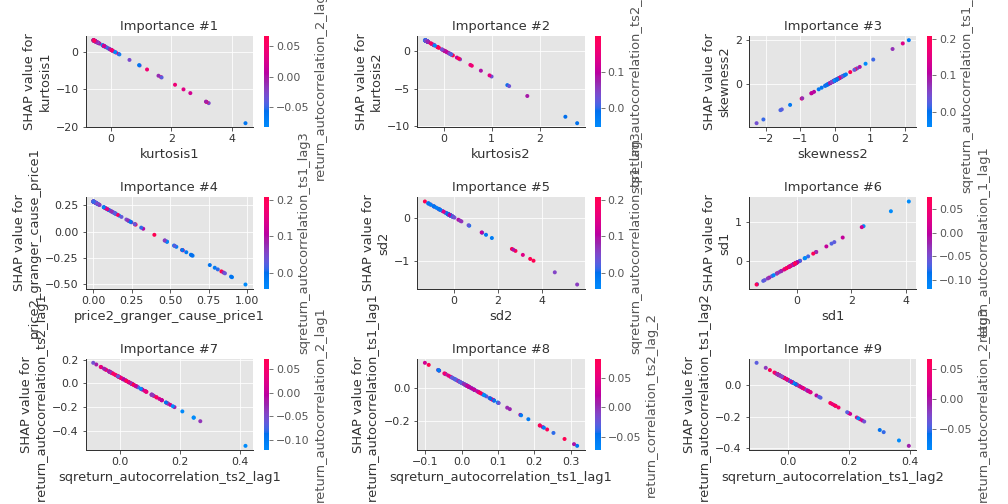 Importance #1
SHAP value for
kurtosis1
0
−10
−20
0
2
4
kurtosis1
0.05
0.00
−0.05
return_autocorrelation_2_lag1
Importance #2
SHAP value for
kurtosis2
0
−5
−10
0
1
2
kurtosis2
0.1
0.0
Importance #3
SHAP value for
skewness2
2
0
−2
−1
0
1
2
skewness2
0.2
0.1
0.0
Importance #4
SHAP value for
price2_granger_cause_price1
0.25
0.00
−0.25
−0.50
0.00
0.25
0.50
0.75
1.00
price2_granger_cause_price1
0.2
0.1
0.0
sqreturn_autocorrelation_ts1_lag3
Importance #5
SHAP value for
sd2
0
−1
0
2
4
sd2
0.2
0.1
0.0
Importance #6
SHAP value for
sd1
1
0
0
2
4
sd1
0.05
0.00
−0.05
−0.10
return_autocorrelation_1_lag1
Importance #7
SHAP value for
sqreturn_autocorrelation_ts2_lag1
0.2
0.0
−0.2
−0.4
0.0
0.2
0.4
sqreturn_autocorrelation_ts2_lag1
0.05
0.00
−0.05
−0.10
return_autocorrelation_2_lag1
Importance #8
SHAP value for
sqreturn_autocorrelation_ts1_lag1
0.0
−0.2
−0.1
0.0
0.1
0.2
0.3
sqreturn_autocorrelation_ts1_lag1
0.05
0.00
−0.05
return_correlation_ts2_lag_2
Importance #9
SHAP value for
sqreturn_autocorrelation_ts1_lag2
0.0
−0.2
−0.4
0.0
0.2
0.4
sqreturn_autocorrelation_ts1_lag2
0.05
0.00
−0.05